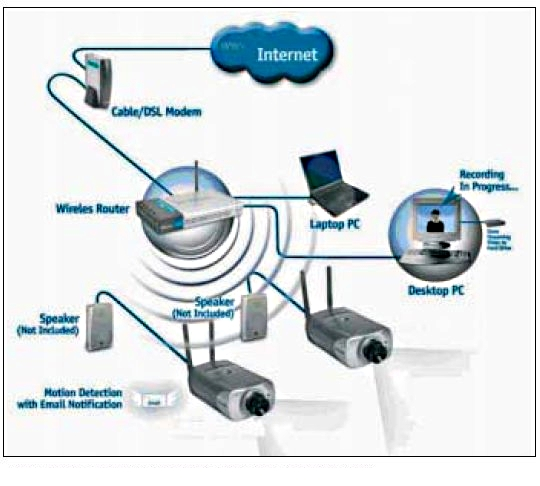 Internet
Cable/DSL Modem
Recording
In Progress...
Wireles Router
Laptop PC
Desktop PC
Speaker
(Not Included)
Speaker
(Not Included)
Motion Detection
with Email Notification